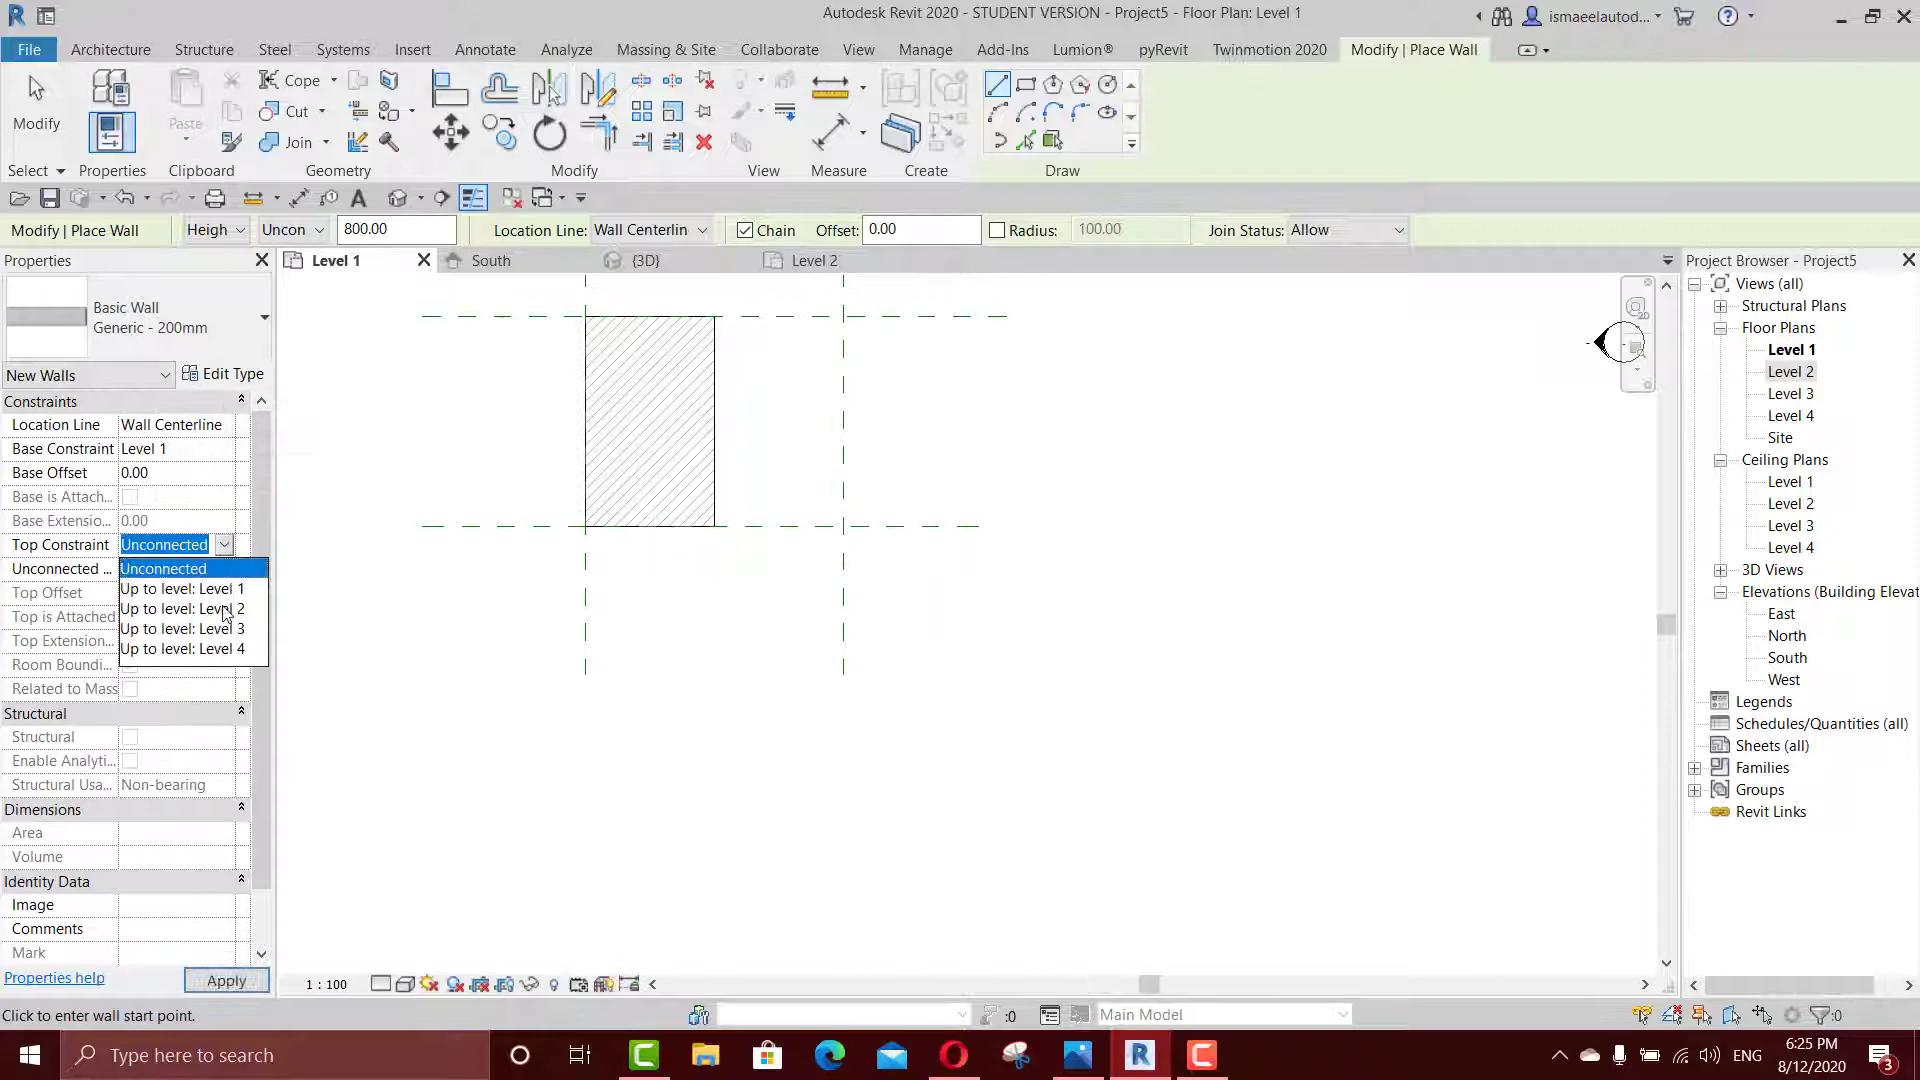 Autodesk Revit 2020 - STUDENT VERSION - Project5 - Floor Plan: Level 1
ismaeelautod...
File Architecture Structure Steel Systems Insert Annotate Analyze Massing & Site Collaborate View Manage Add-Ins Lumion® pyRevit Twinmotion 2020 Modify | Place Wall
Modify
Paste
Cope
Cut
Join
Select Properties Clipboard Geometry Modify View Measure Create Draw
Modify | Place Wall Heigh Uncon 800.00 Location Line: Wall Centerlin Chain Offset: 0.00 Radius: 100.00 Join Status: Allow
Properties
Level 1 South {3D} Level 2
Basic Wall
Generic - 200mm
New Walls Edit Type
Constraints
Location Line Wall Centerline
Base Constraint Level 1
Base Offset 0.00
Base is Attach...
Base Extensio... 0.00
Top Constraint Unconnected
Unconnected ... Unconnected
Top Offset Up to level: Level 1
Top is Attached Up to level: Level 2
Top Extension... Up to level: Level 3
Up to level: Level 4
Room Boundi...
Related to Mass
Structural
Structural
Enable Analyti...
Structural Usa... Non-bearing
Dimensions
Area
Volume
Identity Data
Image
Comments
Mark
Properties help Apply
1 : 100
Project Browser - Project5
Views (all)
Structural Plans
Floor Plans
Level 1
Level 2
Level 3
Level 4
Site
Ceiling Plans
Level 1
Level 2
Level 3
Level 4
3D Views
Elevations (Building Elevat
East
North
South
West
Legends
Schedules/Quantities (all)
Sheets (all)
Families
Groups
Revit Links
Click to enter wall start point.
:0
Main Model
:0
Type here to search
ENG
6:25 PM
8/12/2020
3